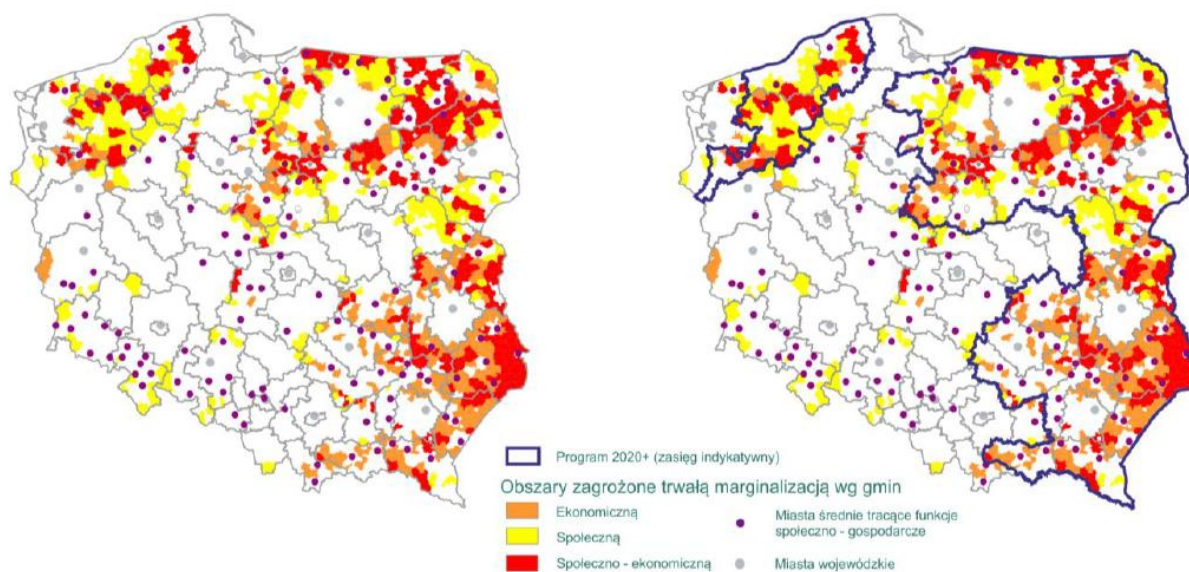 Program 2020+ (zasięg indykatywny)
Obszary zagrożone trwałą marginalizacją wg gmin
Ekonomiczną
Społeczną
Społeczno - ekonomiczną
Miasta średnie tracące funkcje
społeczno - gospodarcze
Miasta wojewódzkie